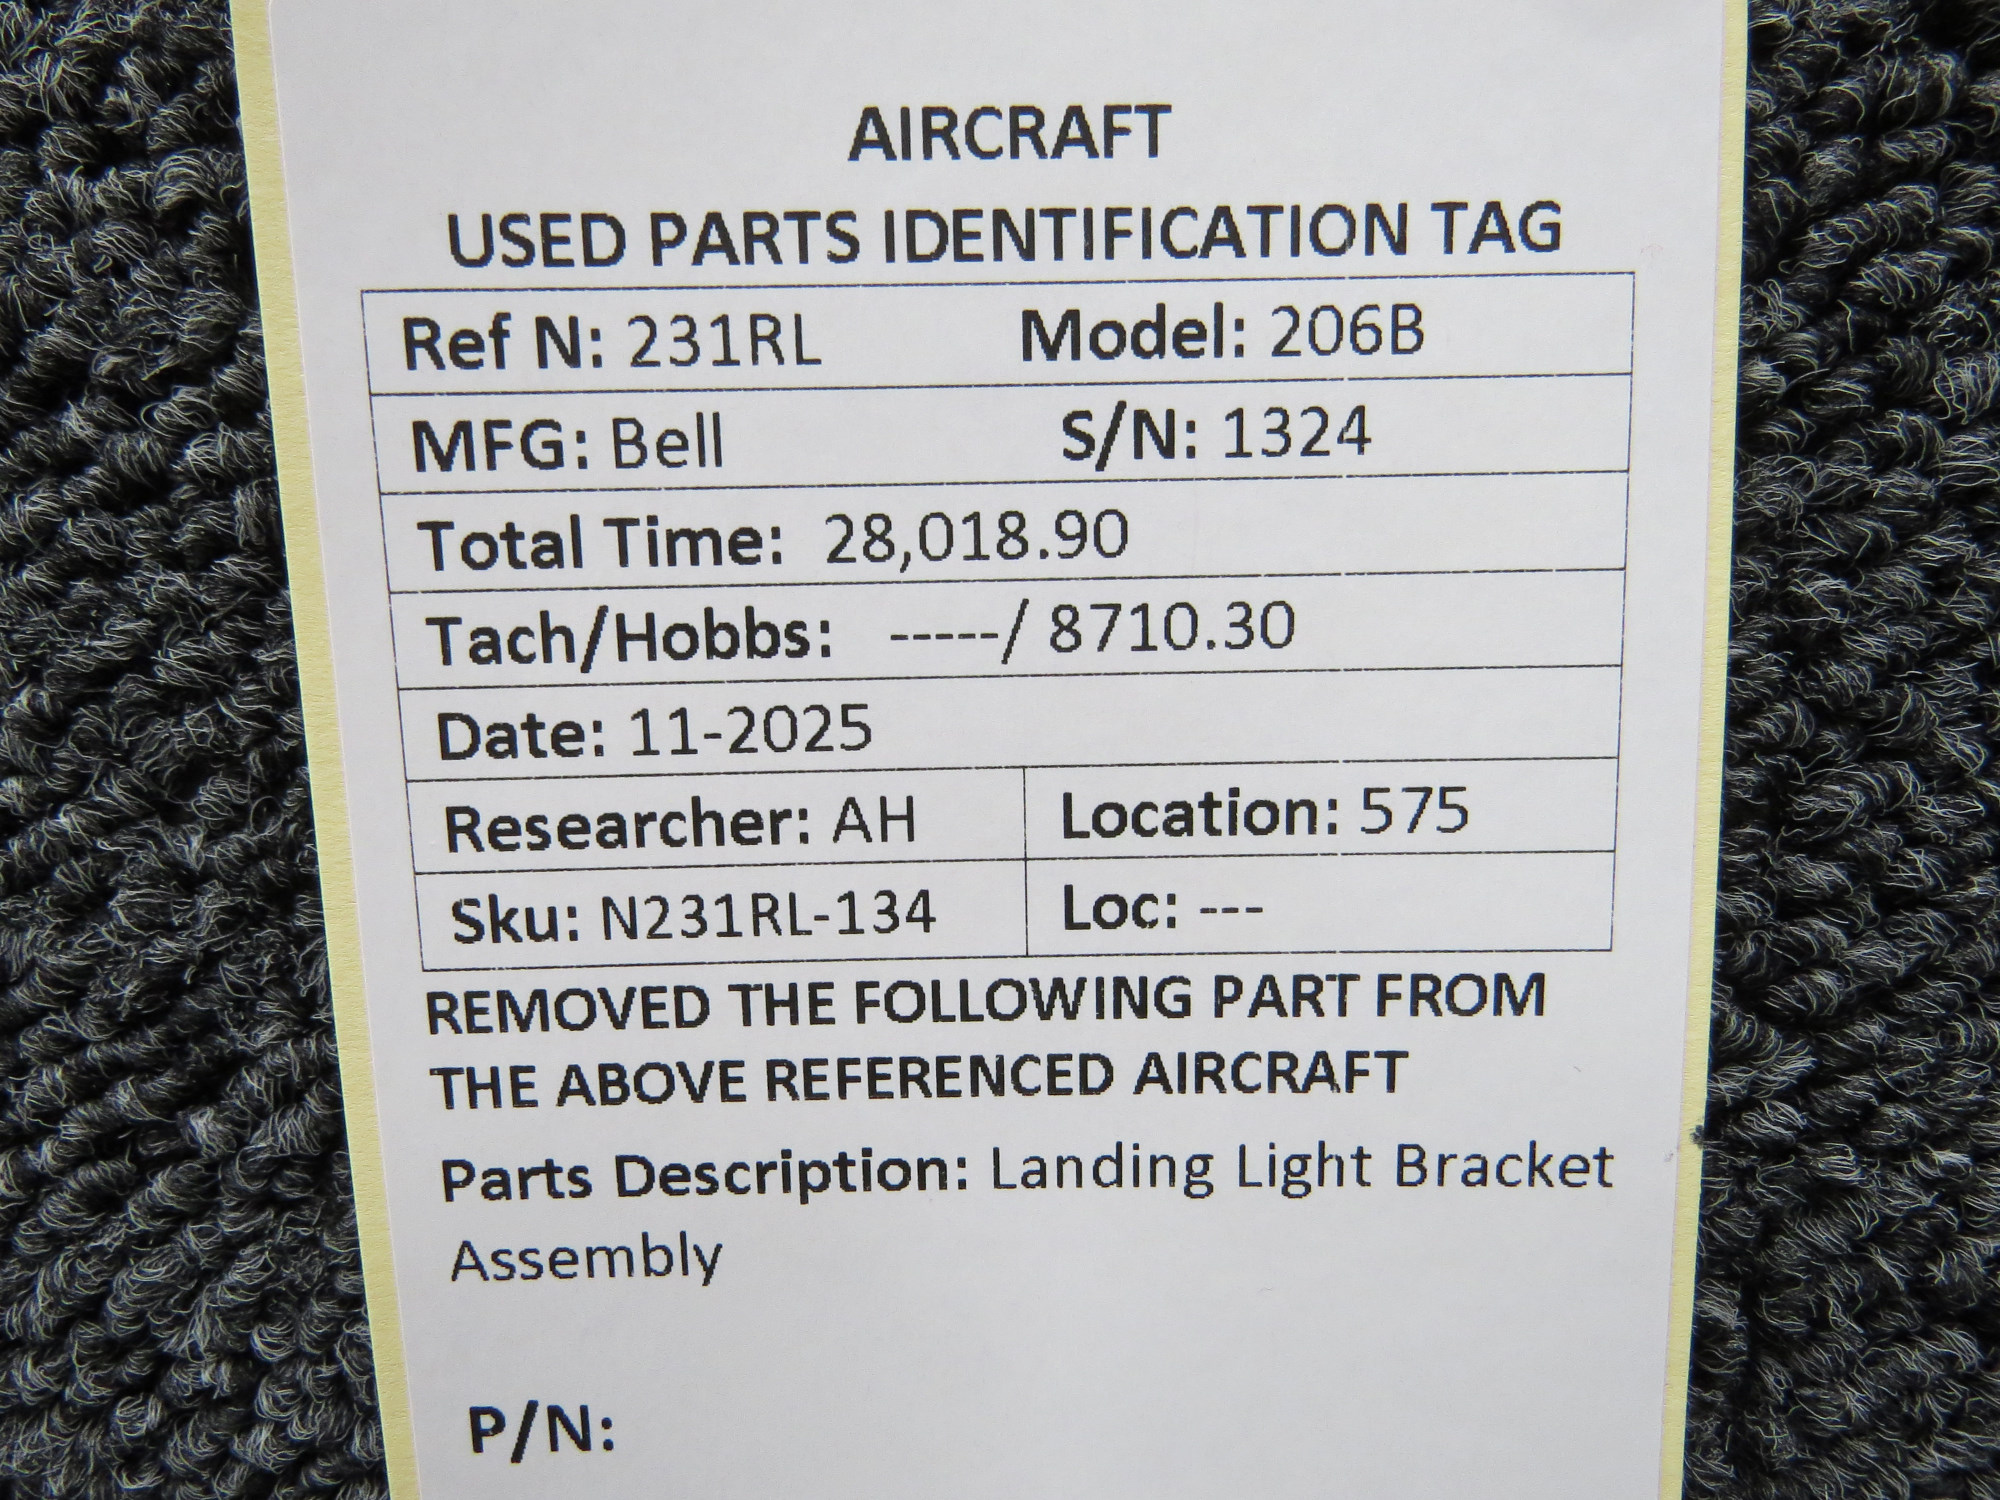 AIRCRAFT
USED PARTS IDENTIFICATION TAG
Ref N: 231RL Model: 206B
MFG: Bell S/N: 1324
Total Time: 28,018.90
Tach/Hobbs: -----/ 8710.30
Date: 11-2025
Researcher: AH Location: 575
Sku: N231RL-134 Loc: ---
REMOVED THE FOLLOWING PART FROM
THE ABOVE REFERENCED AIRCRAFT
Parts Description: Landing Light Bracket
Assembly
P/N: